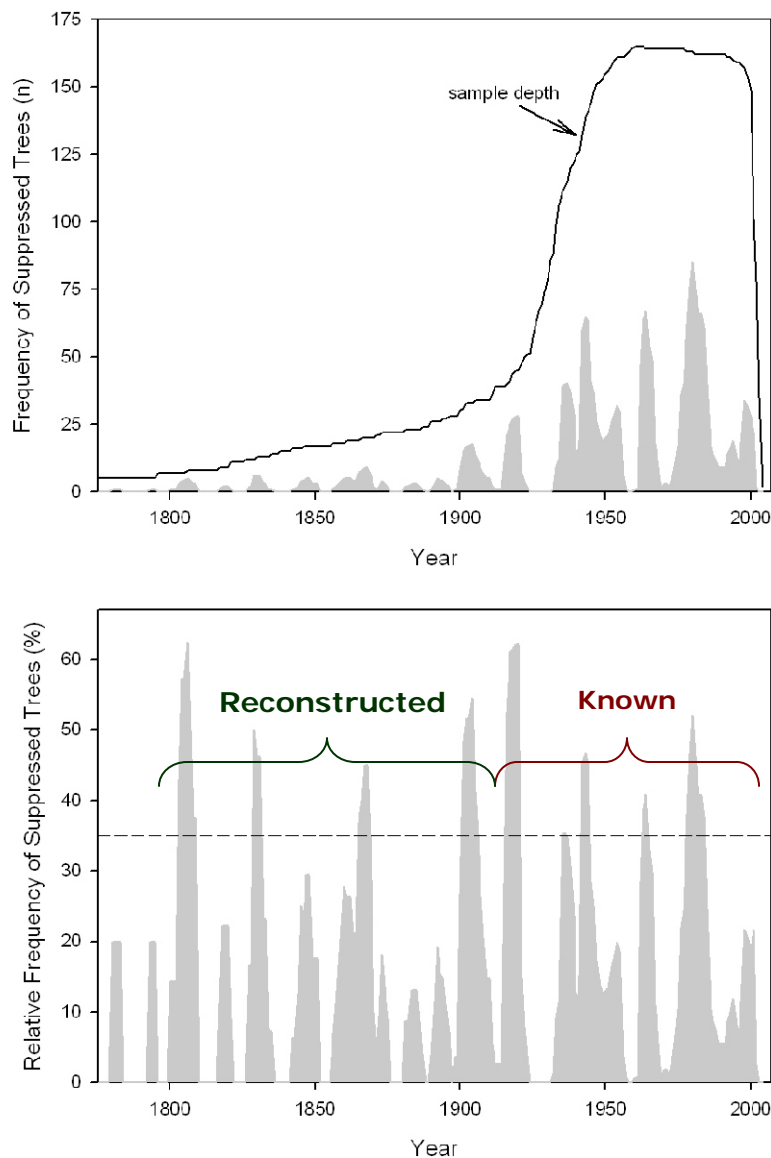 175
150
125
100
75
50
25
0
Frequency of Suppressed Trees (n)
sample depth
1800 1850 1900 1950 2000
Year
60
50
40
30
20
10
0
Relative Frequency of Suppressed Trees (%)
Reconstructed Known
1800 1850 1900 1950 2000
Year